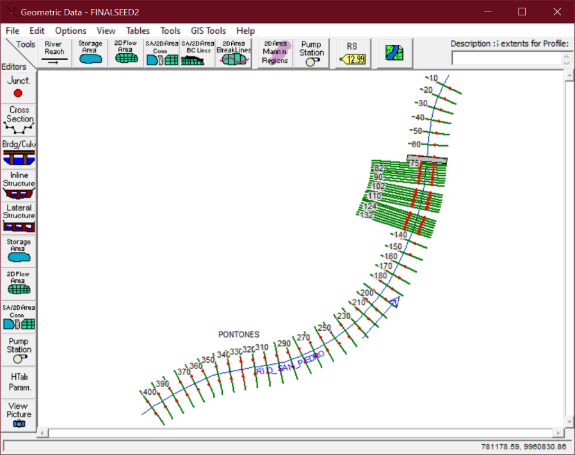 Geometric Data - FINALSEED2
File Edit Options View Tables Tools GIS Tools Help
Tools
Editors
River Reach
Storage Area
2D Flow Area
SA/2D Area Conn
SA/2D Area BC Lines
2D Area BreakLines
2D Area Mann n Regions
Pump Station
RS
12.99
Description :
extents for Profile:
Junct.
Cross Section
Brdg/Culv
Inline Structure
Lateral Structure
Storage Area
2D Flow Area
SA/2D Area Conn
Pump Station
HTab Param.
View Picture
-10
-20
-30
-40
-50
-60
75
82
90
102
110
124
132
-140
-150
-160
-170
-180
-200
-210
230
250
270
290
310
320
330
340
350
360
370
390
400
PONTONES
RIO_SAN_PEDRO
781178.59, 9960830.86